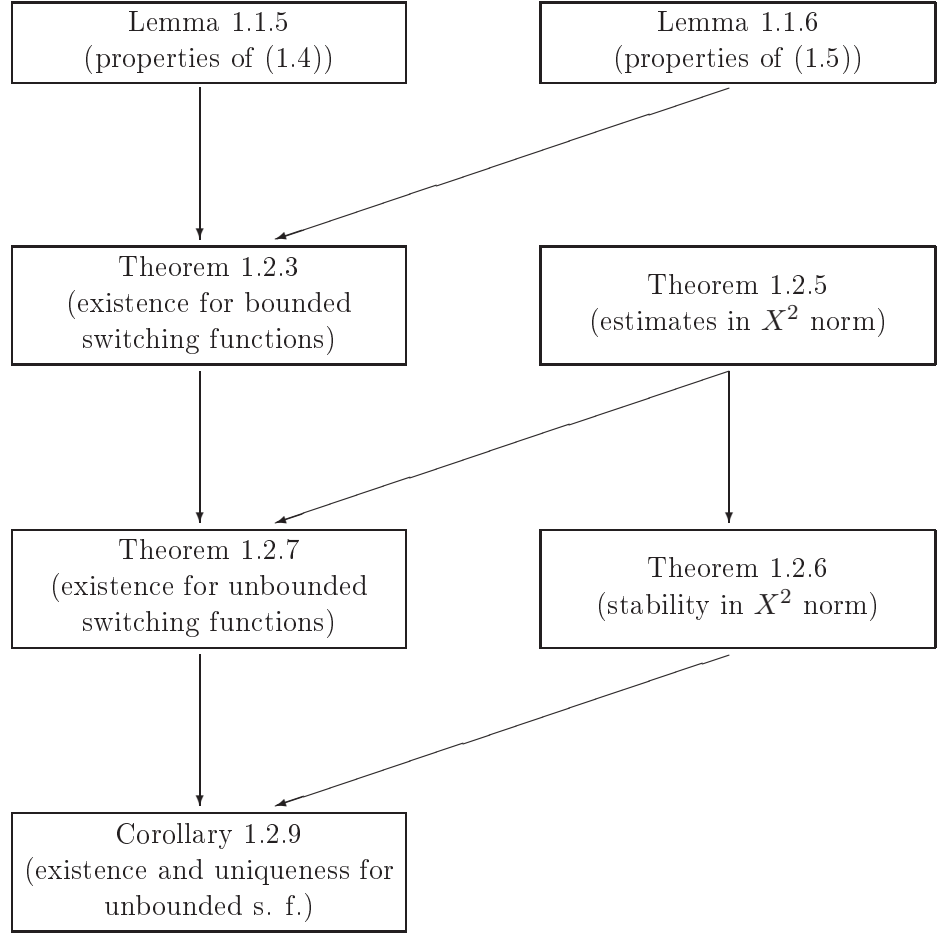 Lemma 1.1.5
(properties of (1.4))
Lemma 1.1.6
(properties of (1.5))
Theorem 1.2.3
(existence for bounded
switching functions)
Theorem 1.2.5
(estimates in X² norm)
Theorem 1.2.7
(existence for unbounded
switching functions)
Theorem 1.2.6
(stability in X² norm)
Corollary 1.2.9
(existence and uniqueness for
unbounded s. f.)